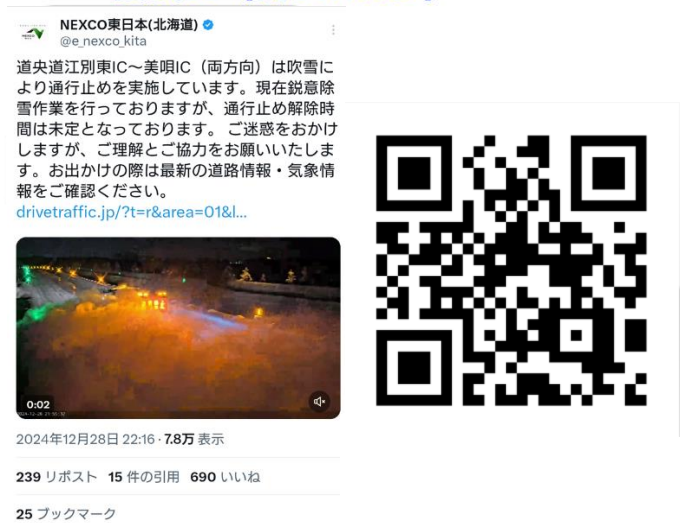 NEXCO東日本(北海道)
@e_nexco_kita
道央道江別東IC～美唄IC（両方向）は吹雪に
より通行止めを実施しています。現在鋭意除
雪作業を行っておりますが、通行止め解除時
間は未定となっております。 ご迷惑をおかけ
しますが、ご理解とご協力をお願いいたしま
す。お出かけの際は最新の道路情報・気象情
報をご確認ください。
drivetraffic.jp/?t=r&area=01&l...
0:02
2024年12月28日 22:16 · 7.8万 表示
239 リポスト 15 件の引用 690 いいね
25 ブックマーク